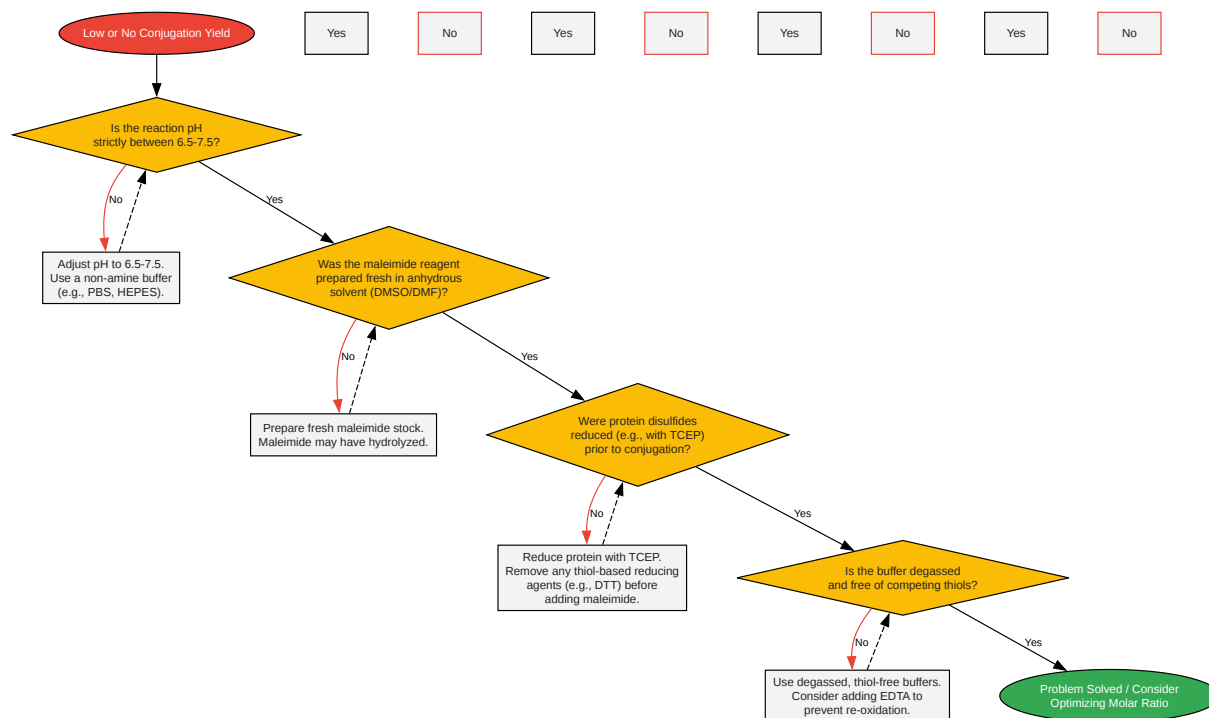 Low or No Conjugation Yield
Yes
No
Yes
No
Yes
No
Yes
No
Is the reaction pH
strictly between 6.5-7.5?
No
Yes
Adjust pH to 6.5-7.5.
Use a non-amine buffer
(e.g., PBS, HEPES).
Was the maleimide reagent
prepared fresh in anhydrous
solvent (DMSO/DMF)?
No
Yes
Prepare fresh maleimide stock.
Maleimide may have hydrolyzed.
Were protein disulfides
reduced (e.g., with TCEP)
prior to conjugation?
No
Yes
Reduce protein with TCEP.
Remove any thiol-based reducing
agents (e.g., DTT) before
adding maleimide.
Is the buffer degassed
and free of competing thiols?
No
Yes
Use degassed, thiol-free buffers.
Consider adding EDTA to
prevent re-oxidation.
Problem Solved / Consider
Optimizing Molar Ratio